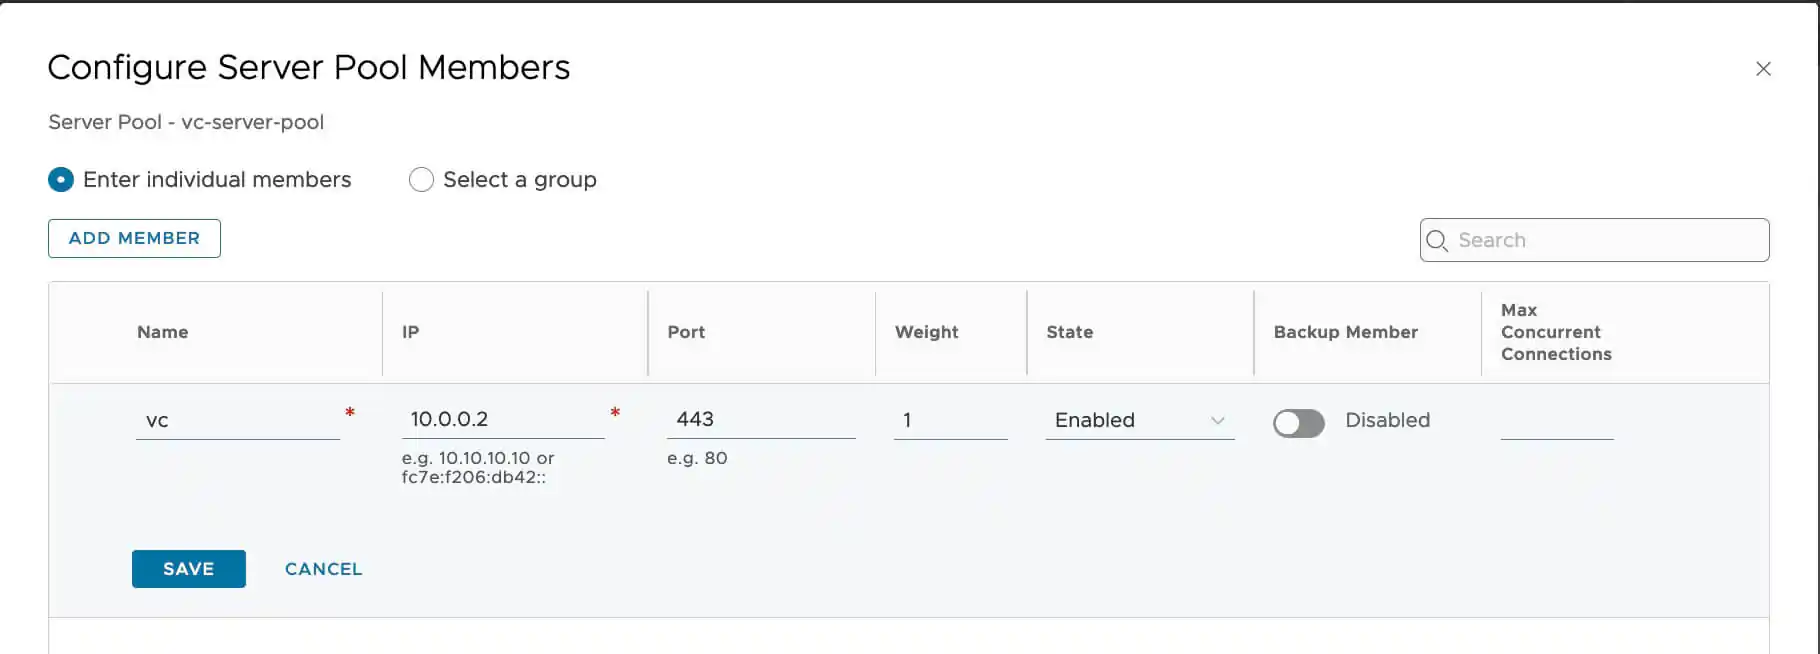 Configure Server Pool Members
Server Pool - vc-server-pool
Enter individual members
Select a group
ADD MEMBER
Search
Name
IP
Port
Weight
State
Backup Member
Max
Concurrent
Connections
vc *
10.0.0.2 *
443
1
Enabled
Disabled
e.g. 10.10.10.10 or
fc7e:f206:db42::
e.g. 80
SAVE
CANCEL